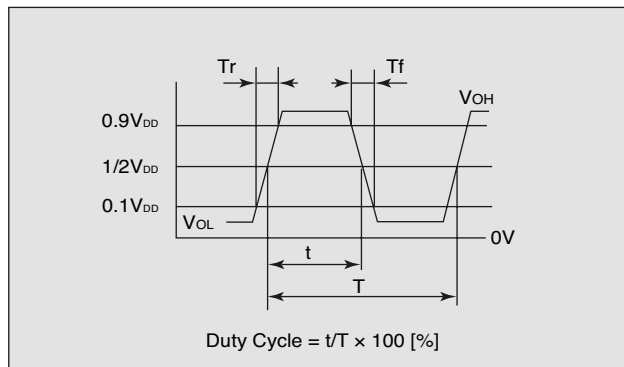 Tr
Tf
VOH
0.9VDD
1/2VDD
0.1VDD
VOL
0V
t
T
Duty Cycle = t/T × 100 [%]